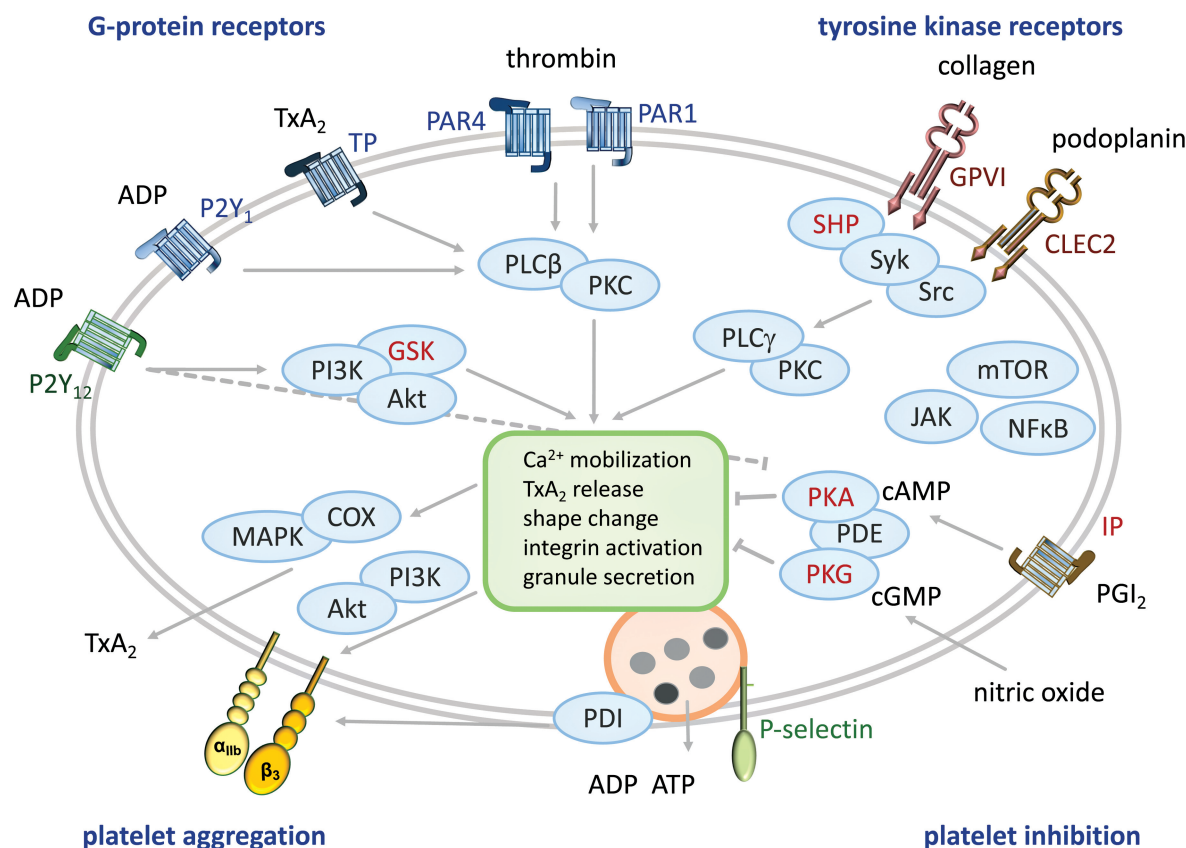 G-protein receptors
tyrosine kinase receptors
thrombin
collagen
PAR4
PAR1
TxA₂
TP
podoplanin
GPVI
ADP
P2Y₁
SHP
CLEC2
Syk
PLCβ
Src
PKC
ADP
PLCγ
GSK
mTOR
PI3K
PKC
P2Y₁₂
Akt
JAK
NFκB
Ca²⁺ mobilization
TxA₂ release
shape change
integrin activation
granule secretion
PKA
cAMP
COX
MAPK
PDE
IP
PI3K
PKG
PGI₂
cGMP
Akt
TxA₂
nitric oxide
PDI
P-selectin
αIIb
β₃
ADP ATP
platelet aggregation
platelet inhibition